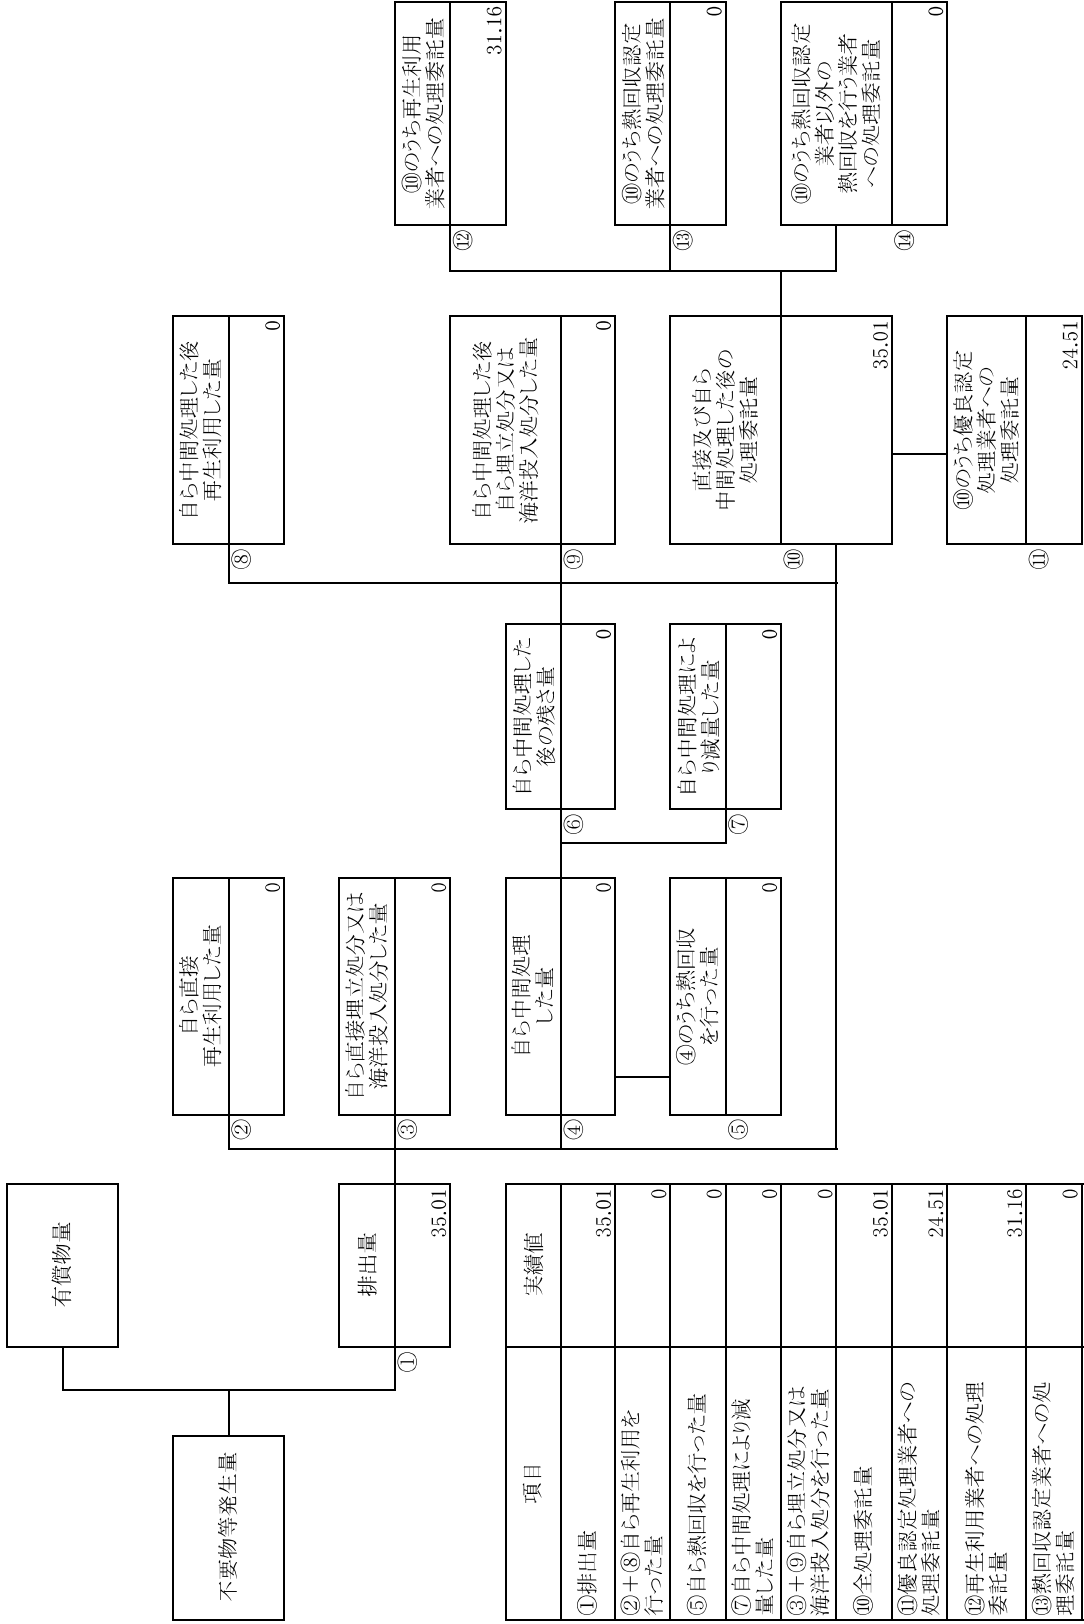 不要物等発生量
有償物量
①
排出量
35.01
②
自ら直接
再生利用した量
0
③
自ら直接埋立処分又は
海洋投入処分した量
0
④
自ら中間処理
した量
0
⑤
④のうち熱回収
を行った量
0
⑥
自ら中間処理した
後の残さ量
0
⑦
自ら中間処理によ
り減量した量
0
⑧
自ら中間処理した後
再生利用した量
0
⑨
自ら中間処理した後
自ら埋立処分又は
海洋投入処分した量
0
⑩
直接及び自ら
中間処理した後の
処理委託量
35.01
⑪
⑩のうち優良認定
処理業者への
処理委託量
24.51
⑫
⑩のうち再生利用
業者への処理委託量
31.16
⑬
⑩のうち熱回収認定
業者への処理委託量
0
⑭
⑩のうち熱回収認定
業者以外の
熱回収を行う業者
への処理委託量
0
項目 実績値
①排出量 35.01
②＋⑧自ら再生利用を
行った量 0
⑤自ら熱回収を行った量 0
⑦自ら中間処理により減
量した量 0
③＋⑨自ら埋立処分又は
海洋投入処分を行った量 0
⑩全処理委託量 35.01
⑪優良認定処理業者への
処理委託量 24.51
⑫再生利用業者への処理
委託量 31.16
⑬熱回収認定業者への処
理委託量 0